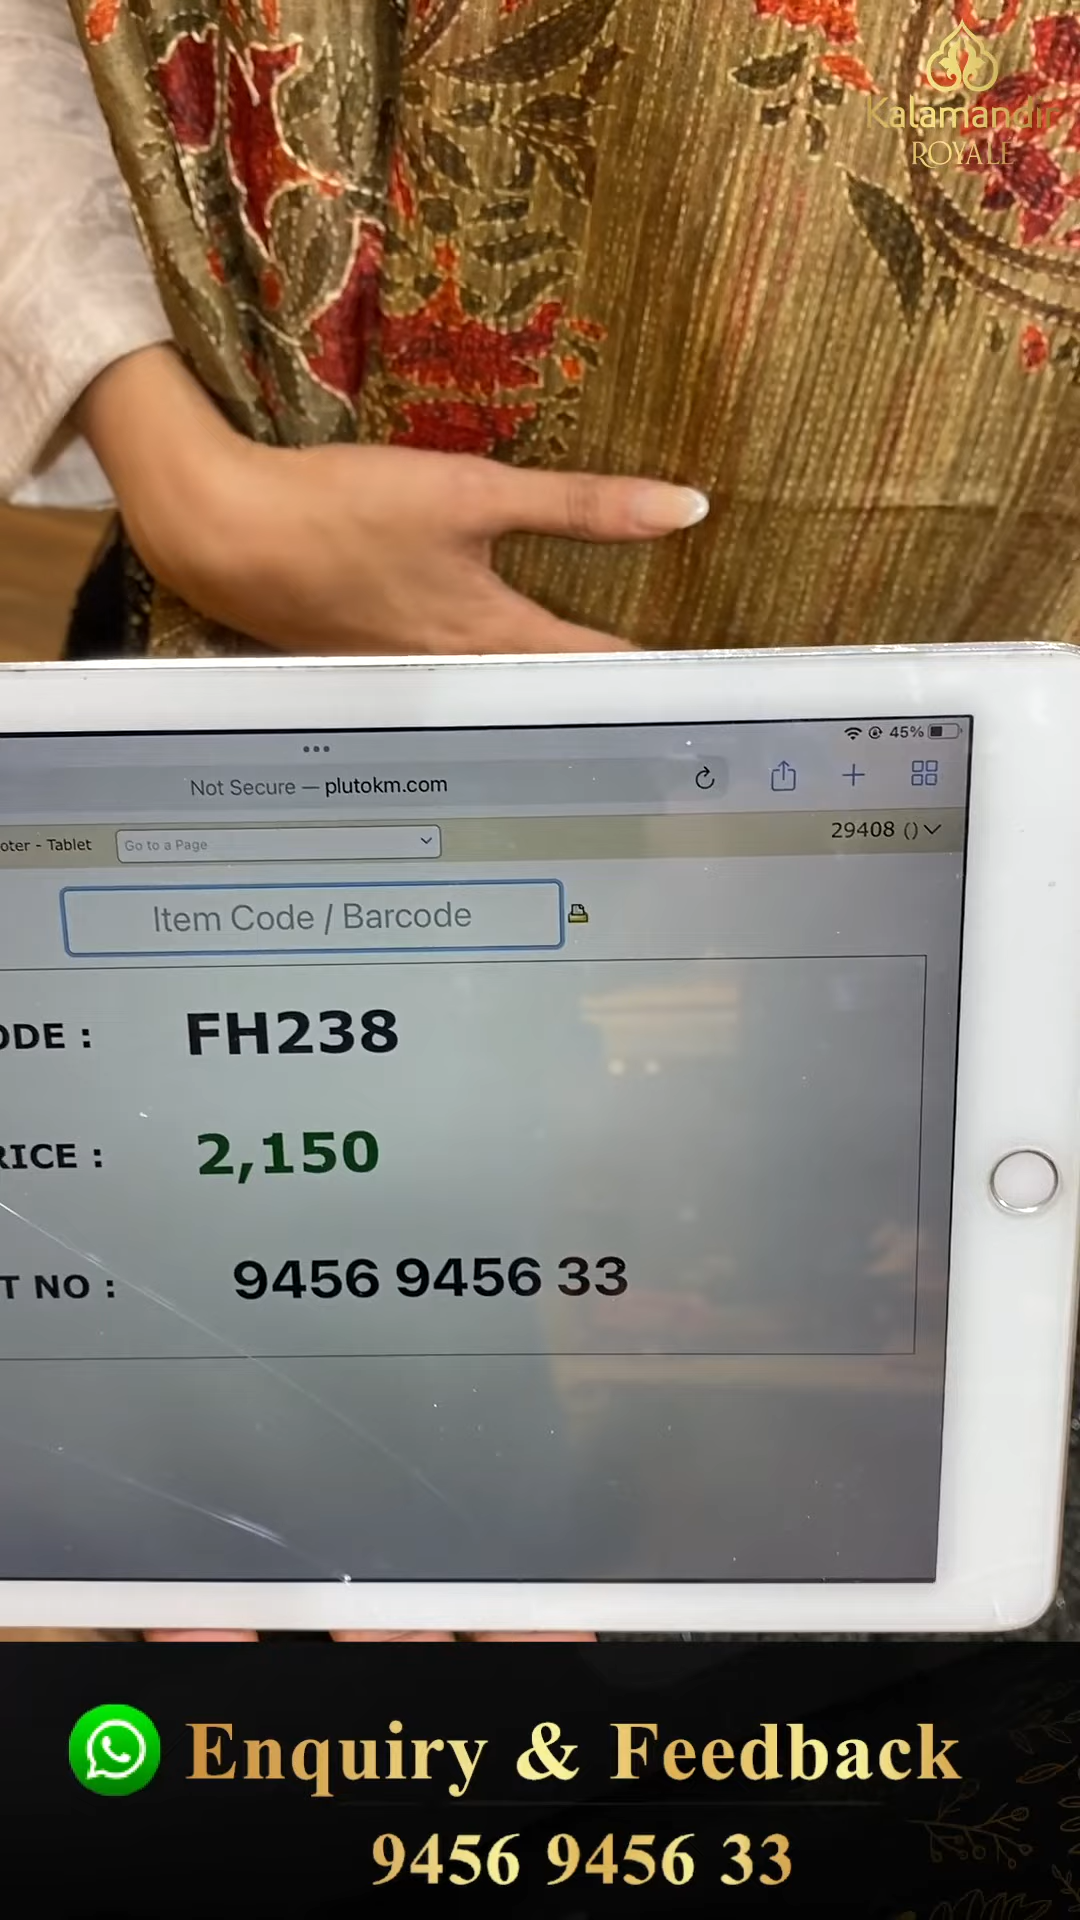 Kalamandir
ROYALE
45%
Not Secure — plutokm.com
oter - Tablet
Go to a Page
29408 ()
Item Code / Barcode
ODE :
FH238
RICE :
2,150
T NO :
9456 9456 33
Enquiry & Feedback
9456 9456 33